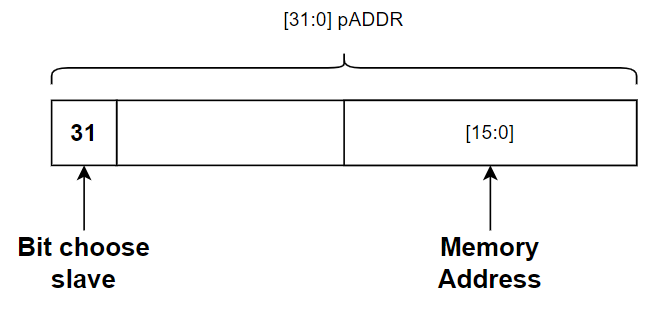 [31:0] pADDR
31
[15:0]
Bit choose
slave
Memory
Address